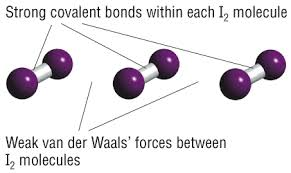 Strong covalent bonds within each I₂ molecule
Weak van der Waals' forces between
I₂ molecules